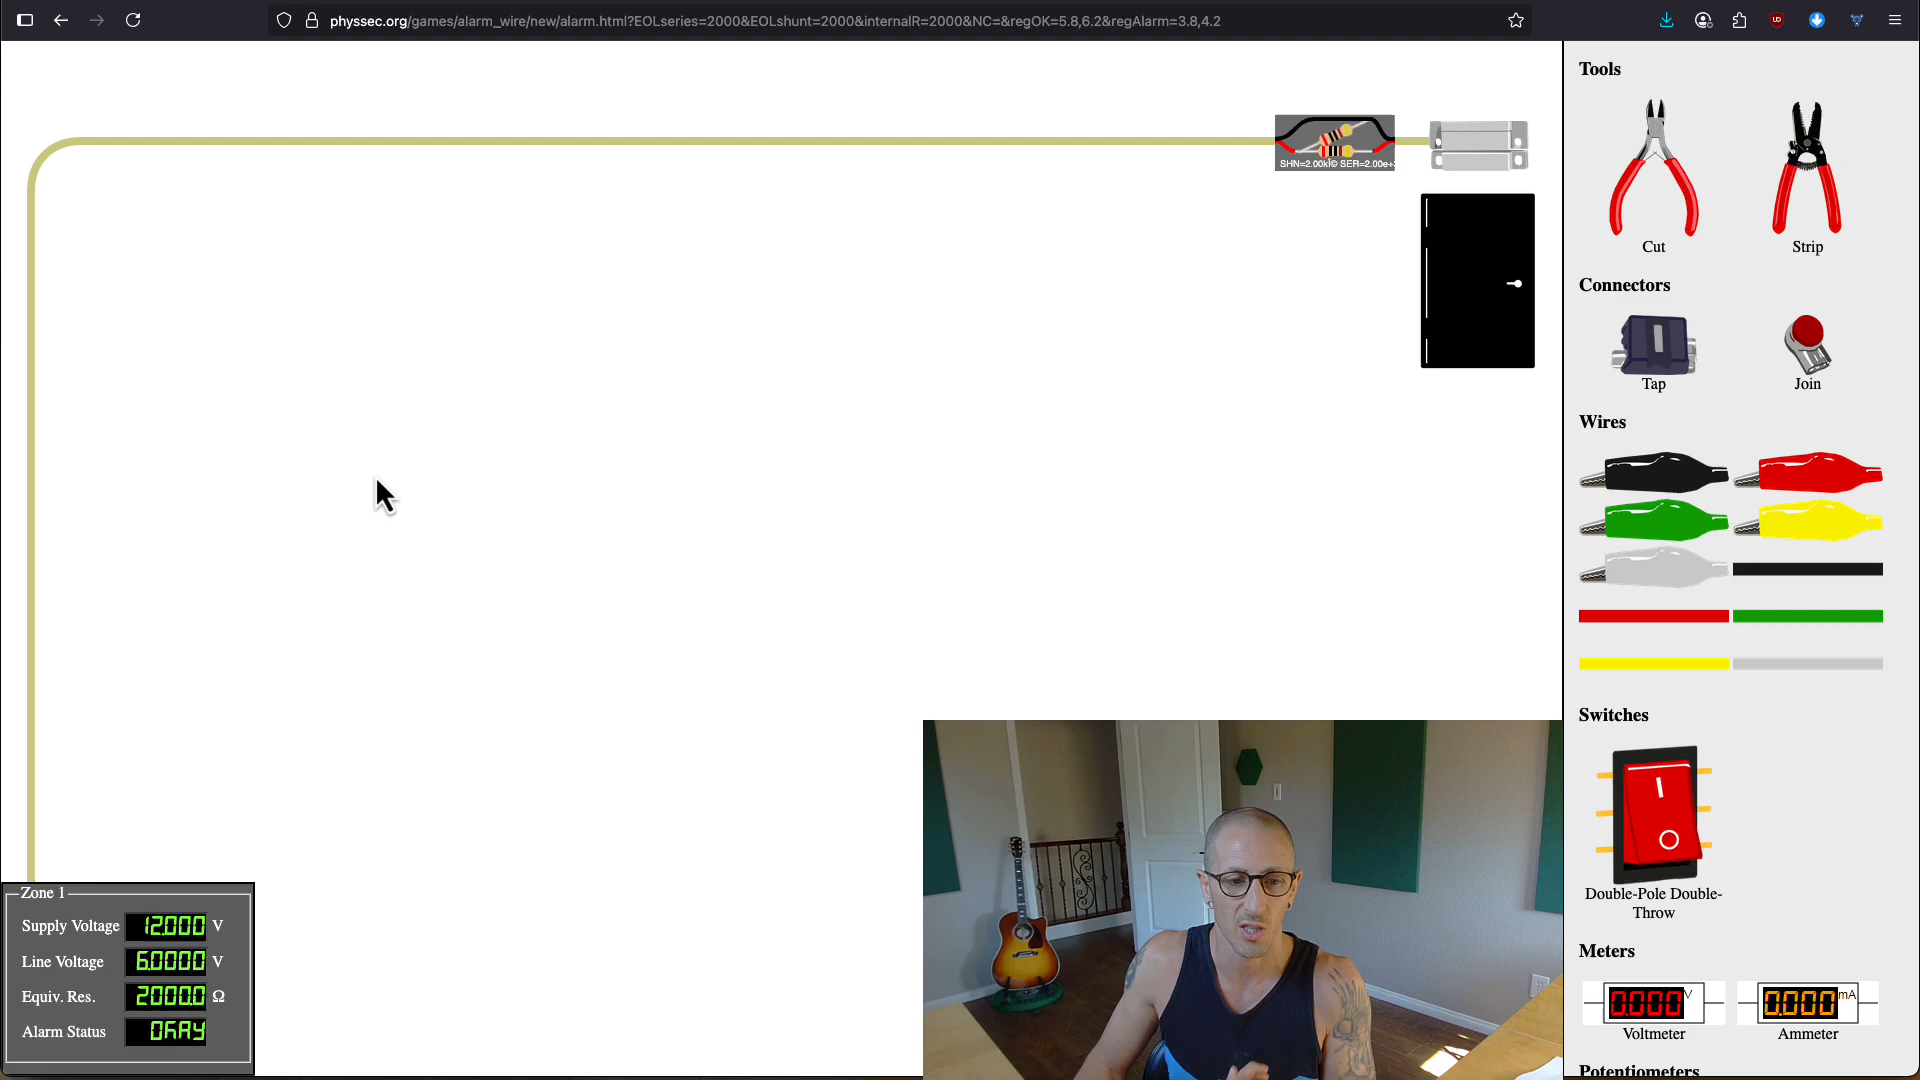 physsec.org/games/alarm_wire/new/alarm.html?EOLseries=2000&EOLshunt=2000&internalR=2000&NC=&regOK=5.8,6.2&regAlarm=3.8,4.2
Tools
Cut
Strip
Connectors
Tap
Join
Wires
Switches
Double-Pole Double-
Throw
Meters
0.000 V
0.000 mA
Voltmeter
Ammeter
Potentiometers
SER=2.00e+
Zone 1
Supply Voltage 12.000 V
Line Voltage 6.0000 V
Equiv. Res. 2000.0 Ω
Alarm Status OKAY